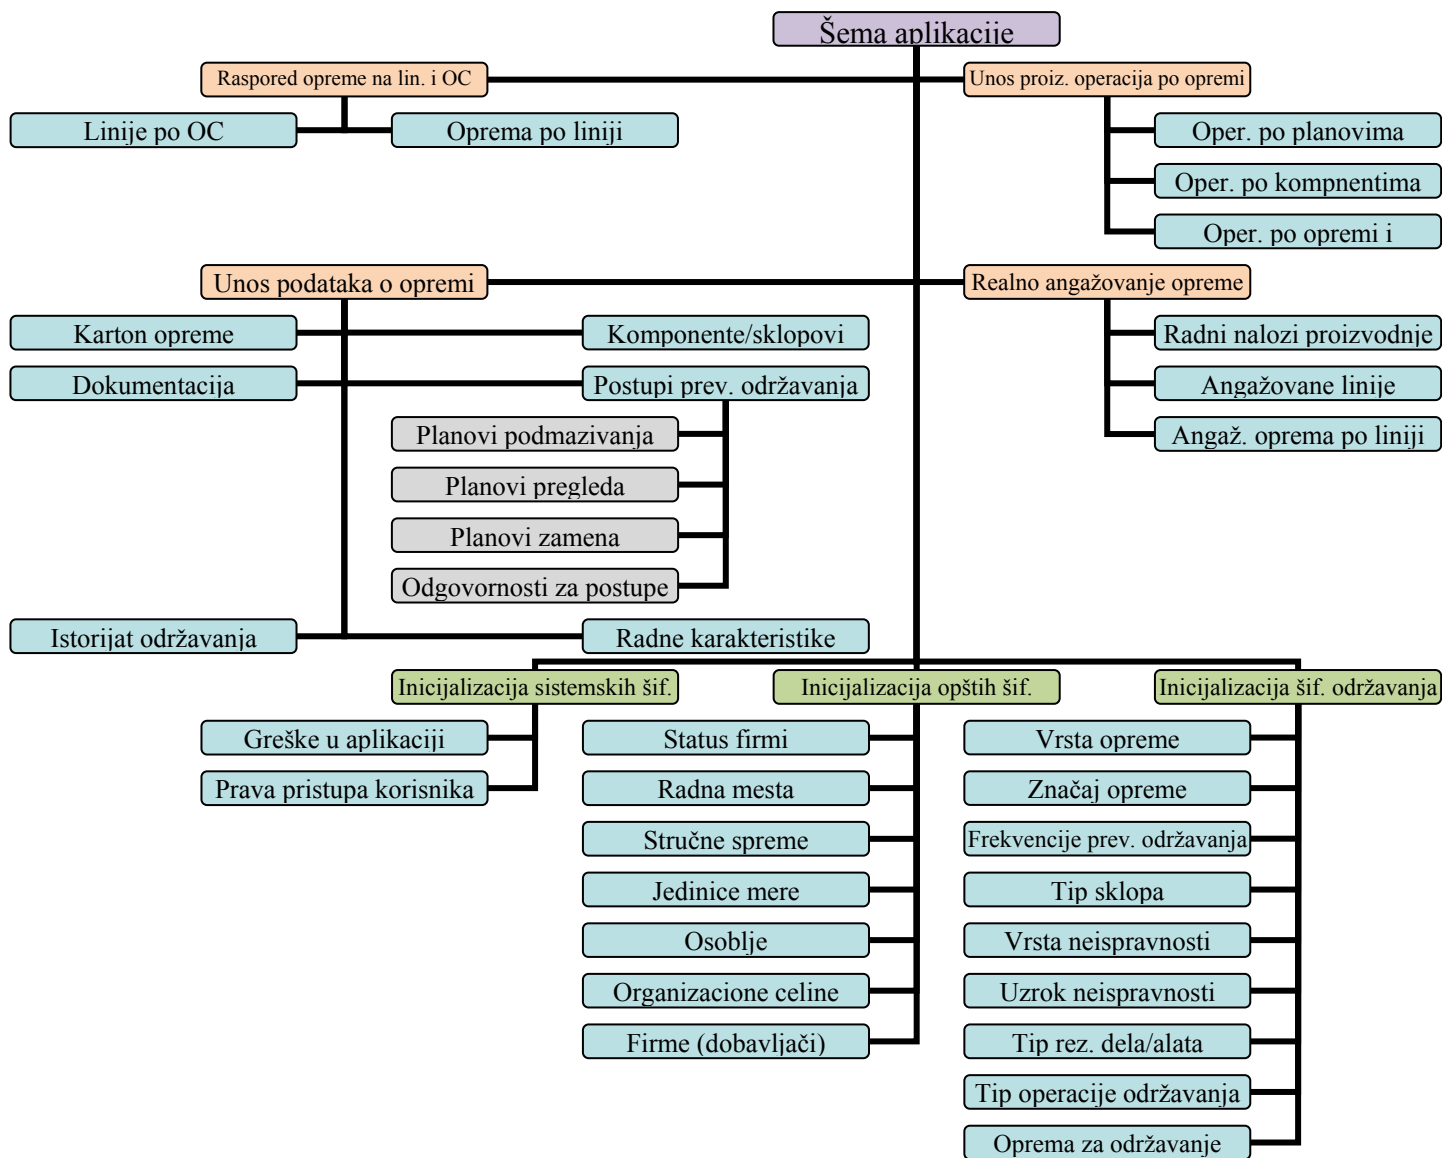 Šema aplikacije
Raspored opreme na lin. i OC
Unos proiz. operacija po opremi
Linije po OC
Oprema po liniji
Oper. po planovima
Oper. po kompnentima
Oper. po opremi i
Unos podataka o opremi
Realno angažovanje opreme
Karton opreme
Komponente/sklopovi
Radni nalozi proizvodnje
Dokumentacija
Postupi prev. održavanja
Angažovane linije
Planovi podmazivanja
Angaž. oprema po liniji
Planovi pregleda
Planovi zamena
Odgovornosti za postupe
Istorijat održavanja
Radne karakteristike
Inicijalizacija sistemskih šif.
Inicijalizacija opštih šif.
Inicijalizacija šif. održavanja
Greške u aplikaciji
Status firmi
Vrsta opreme
Prava pristupa korisnika
Radna mesta
Značaj opreme
Stručne spreme
Frekvencije prev. održavanja
Jedinice mere
Tip sklopa
Osoblje
Vrsta neispravnosti
Organizacione celine
Uzrok neispravnosti
Firme (dobavljači)
Tip rez. dela/alata
Tip operacije održavanja
Oprema za održavanje